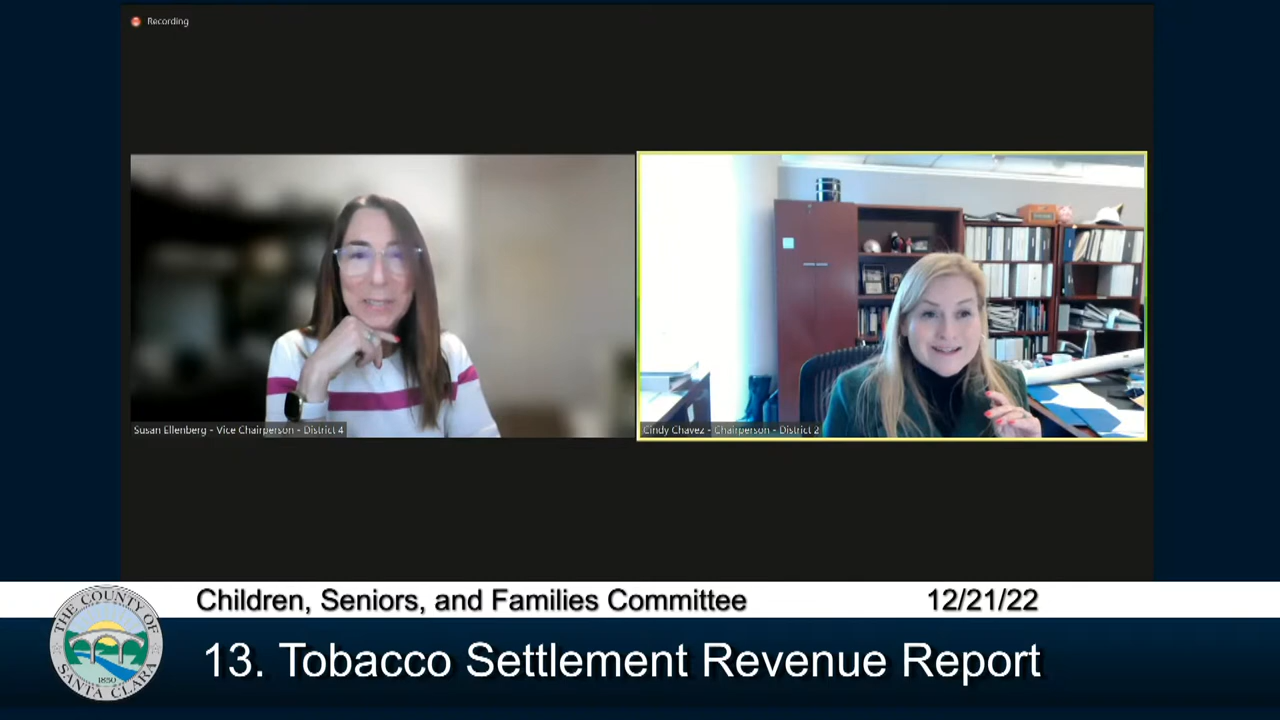 Recording
Susan Ellenberg - Vice Chairperson - District 4
Cindy Chavez - Chairperson - District 2
Children, Seniors, and Families Committee
12/21/22
13. Tobacco Settlement Revenue Report
THE COUNTY OF
SANTA CLARA
1850